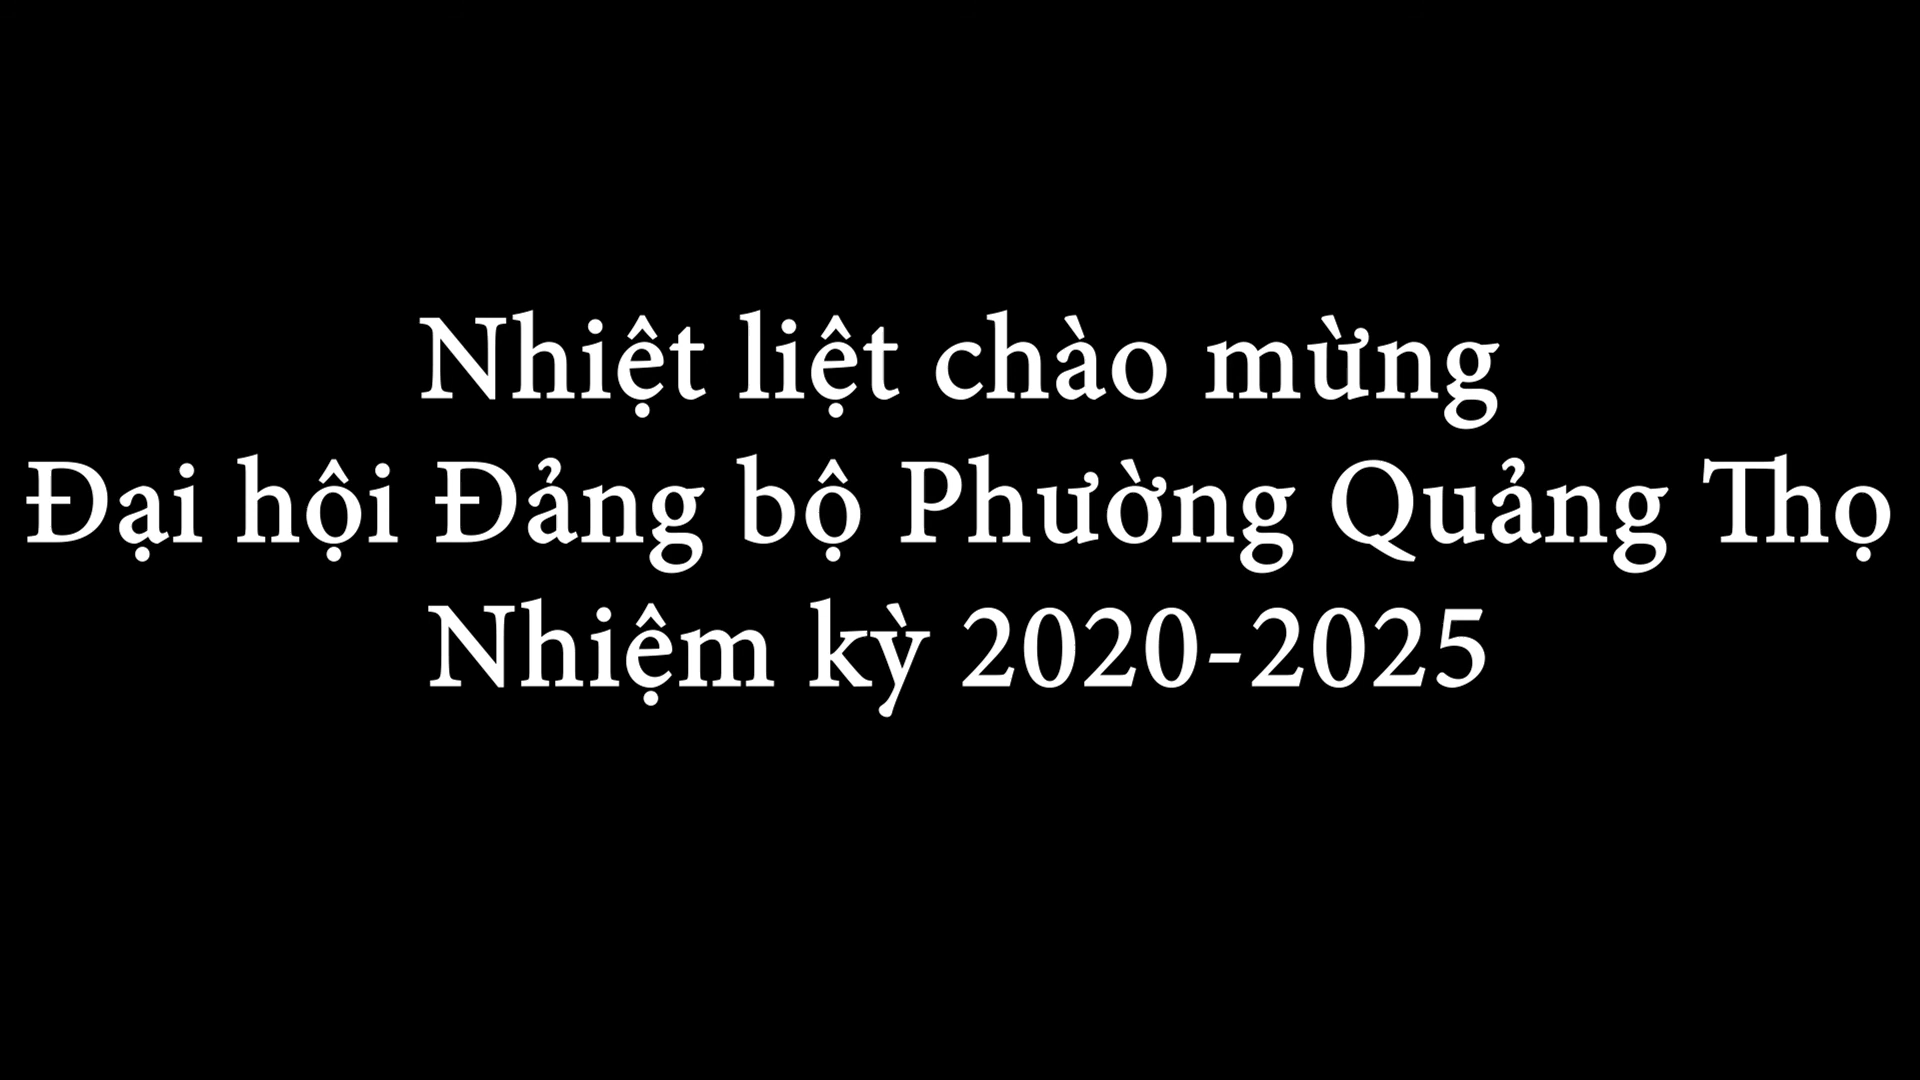 Nhiệt liệt chào mừng
Đại hội Đảng bộ Phường Quảng Thọ
Nhiệm kỳ 2020-2025